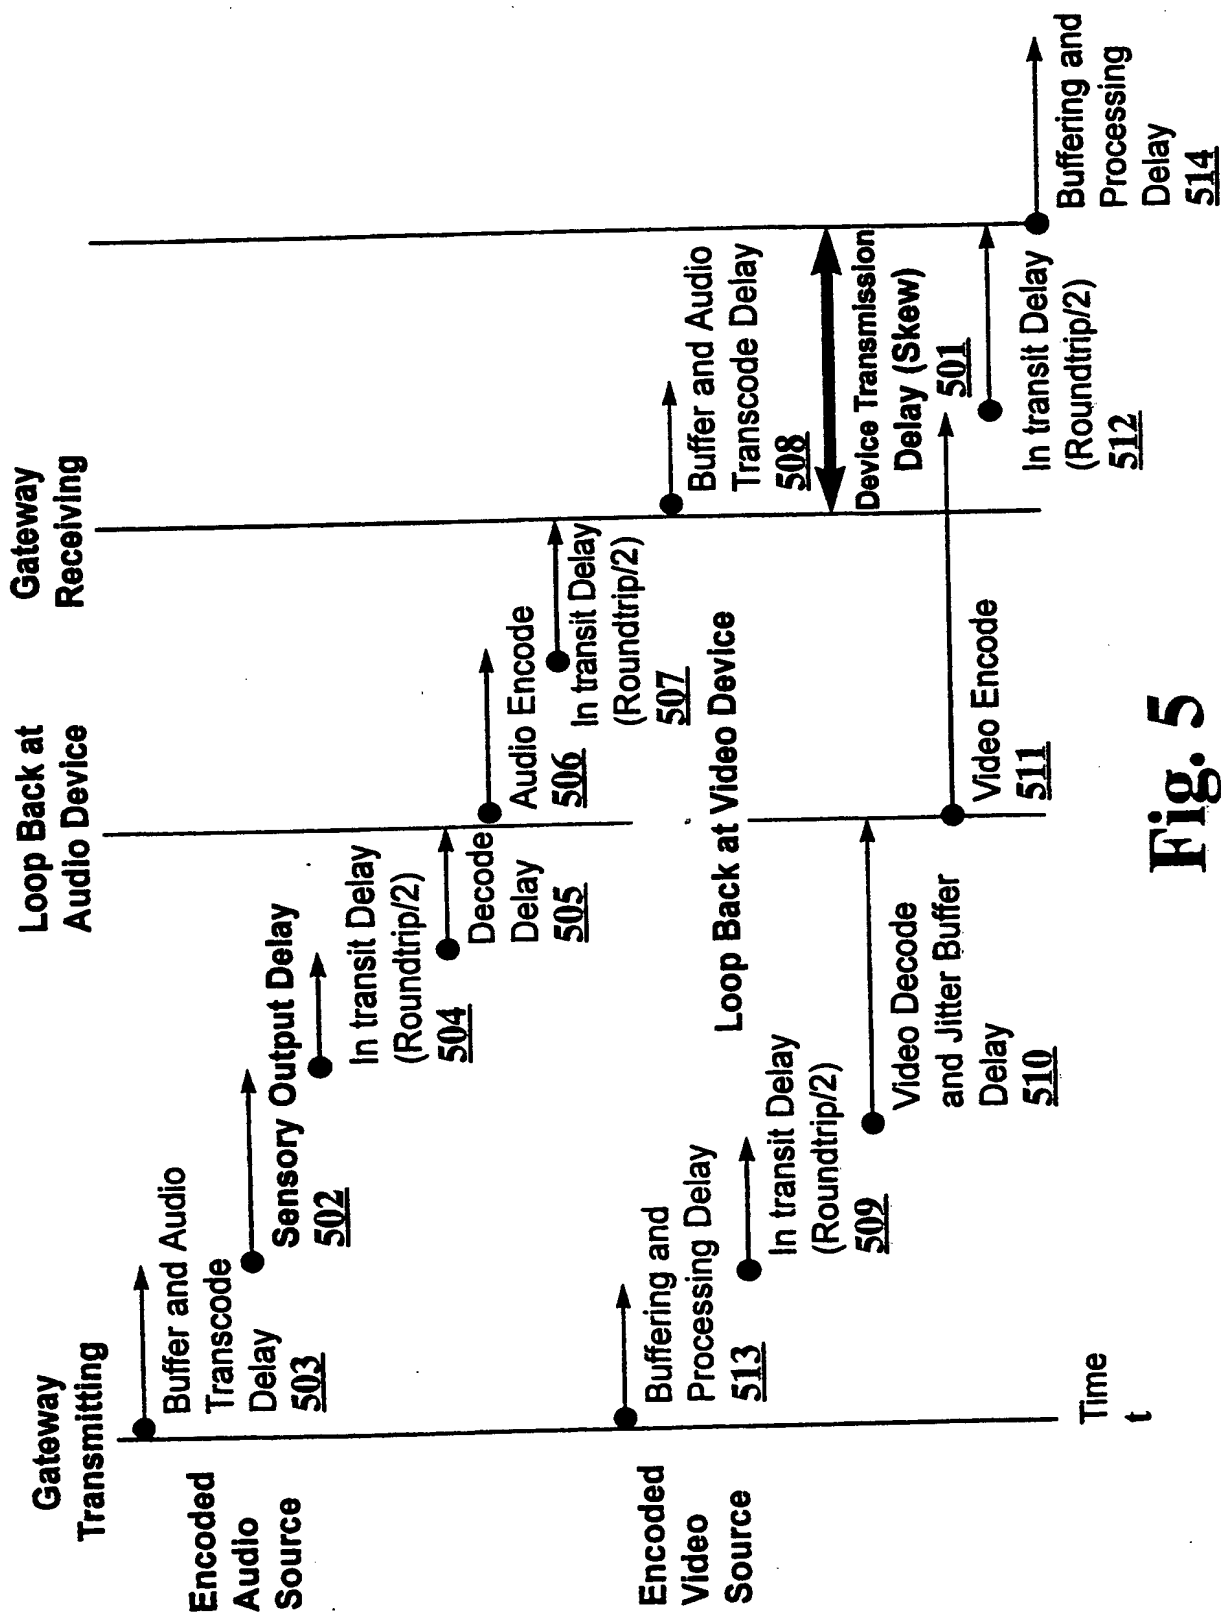 Gateway
Transmitting
Loop Back at
Audio Device
Gateway
Receiving
Encoded
Audio
Source
Buffer and Audio
Transcode
Delay
503
Sensory Output Delay
502
In transit Delay
(Roundtrip/2)
504
Decode
Delay
505
Audio Encode
506
In transit Delay
(Roundtrip/2)
507
Buffer and Audio
Transcode Delay
508
Device Transmission
Delay (Skew)
501
Encoded
Video
Source
Buffering and
Processing Delay
513
Loop Back at Video Device
In transit Delay
(Roundtrip/2)
509
Video Decode
and Jitter Buffer
Delay
510
Video Encode
511
In transit Delay
(Roundtrip/2)
512
Buffering and
Processing
Delay
514
Time
t
Fig. 5